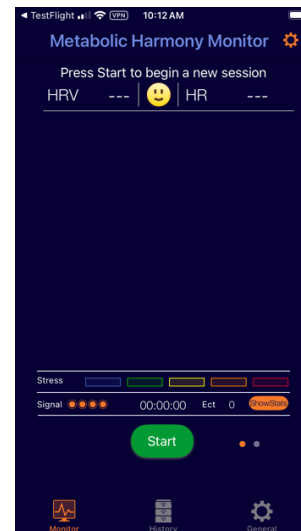 TestFlight VPN 10:12 AM
Metabolic Harmony Monitor
Press Start to begin a new session
HRV --- HR ---
Stress
Signal 00:00:00 Ect 0 ShowStats
Start
Monitor History General